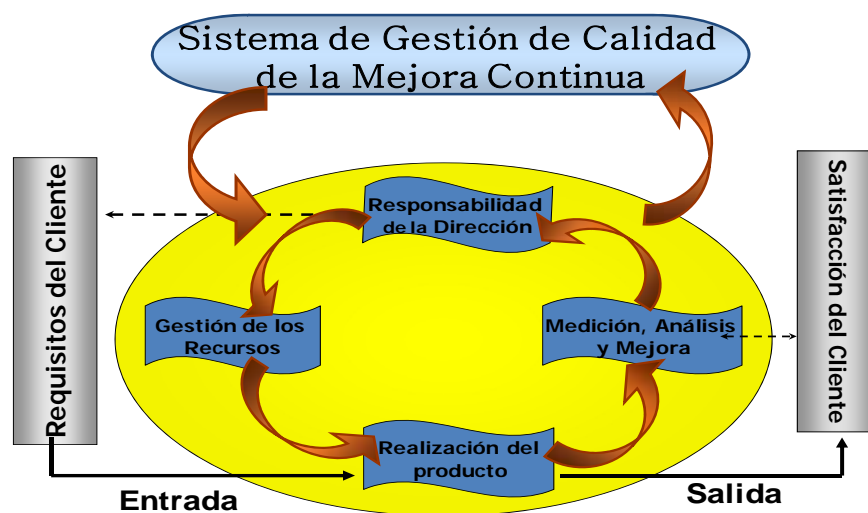 Sistema de Gestión de Calidad
de la Mejora Continua
Requisitos del Cliente
Responsabilidad
de la Dirección
Satisfacción del Cliente
Gestión de los
Recursos
Medición, Análisis
y Mejora
Realización del
producto
Entrada
Salida